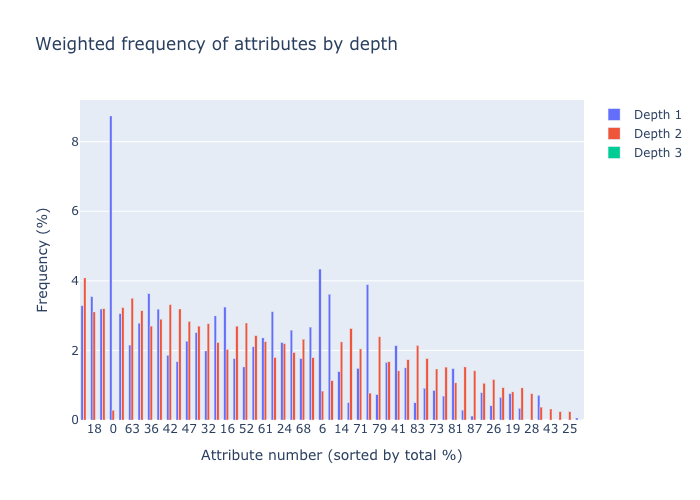 Weighted frequency of attributes by depth
Depth 1
Depth 2
Depth 3
8
6
4
2
0
Frequency (%)
18 0 63 36 42 47 32 16 52 61 24 68 6 14 71 79 41 83 73 81 87 26 19 28 43 25
Attribute number (sorted by total %)